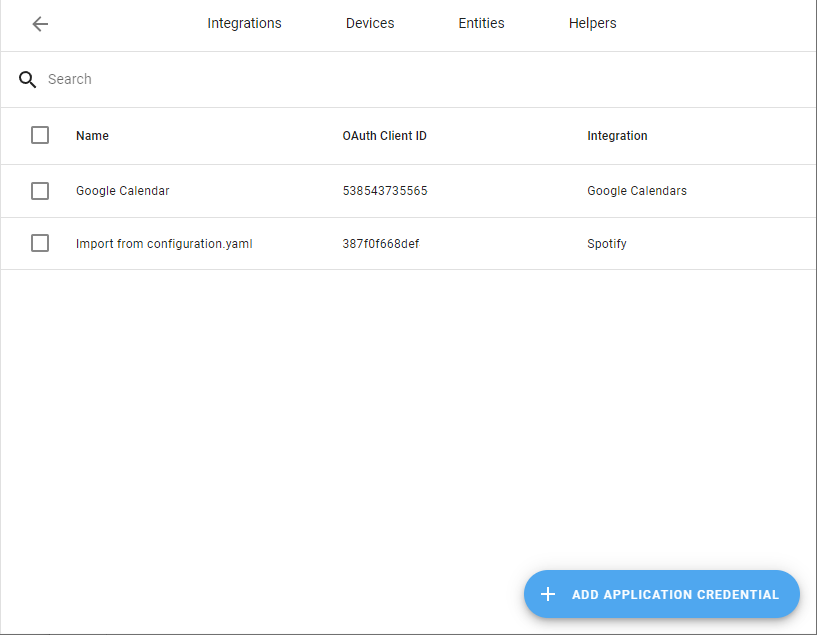 Integrations Devices Entities Helpers
Search
Name OAuth Client ID Integration
Google Calendar 538543735565 Google Calendars
Import from configuration.yaml 387f0f668def Spotify
ADD APPLICATION CREDENTIAL